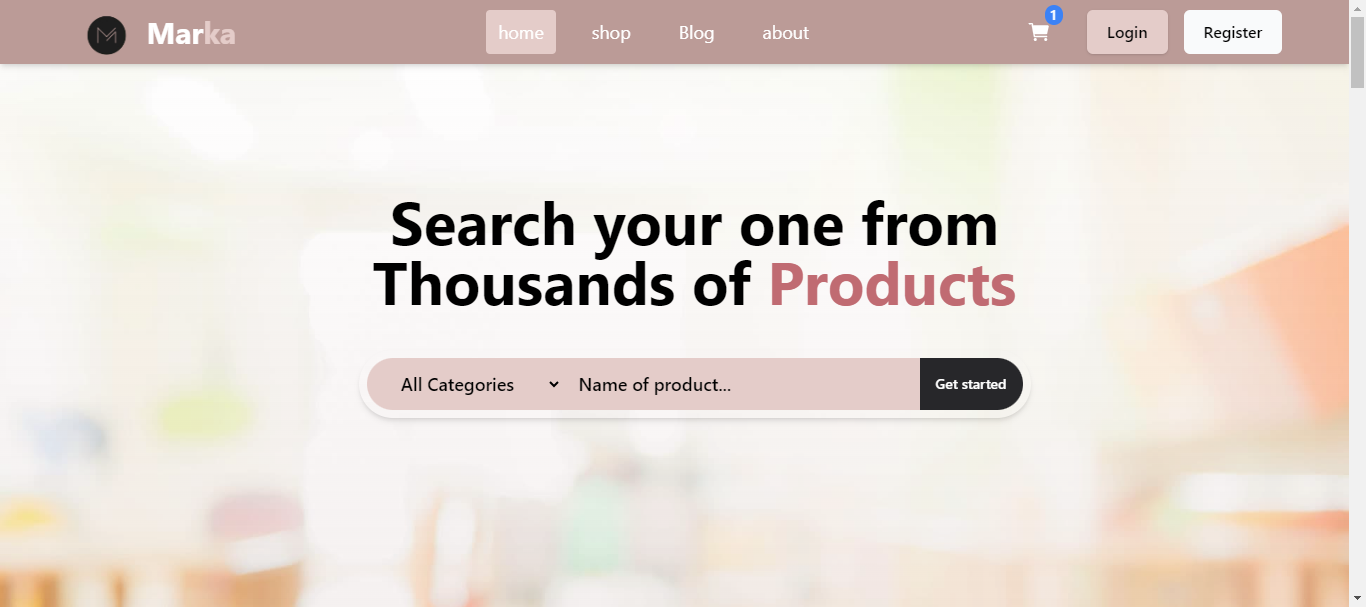 Marka
home
shop
Blog
about
1
Login
Register
Search your one from
Thousands of Products
All Categories
Name of product...
Get started